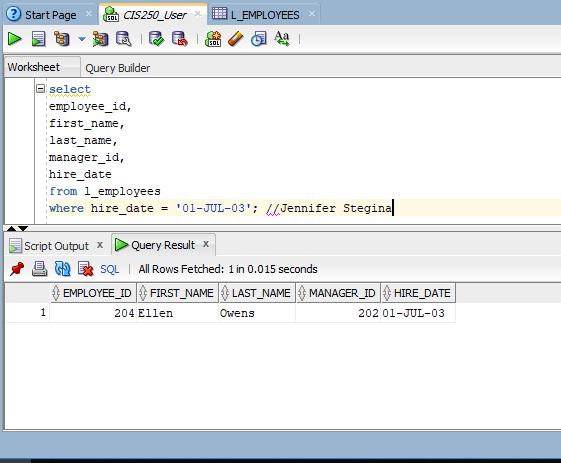 Start Page × CIS250_User × L_EMPLOYEES ×
SQL
Aa
Worksheet Query Builder
select
employee_id,
first_name,
last_name,
manager_id,
hire_date
from l_employees
where hire_date = '01-JUL-03'; //Jennifer Stegina
Script Output x Query Result x
SQL | All Rows Fetched: 1 in 0.015 seconds
EMPLOYEE_ID FIRST_NAME LAST_NAME MANAGER_ID HIRE_DATE
1 204 Ellen Owens 202 01-JUL-03